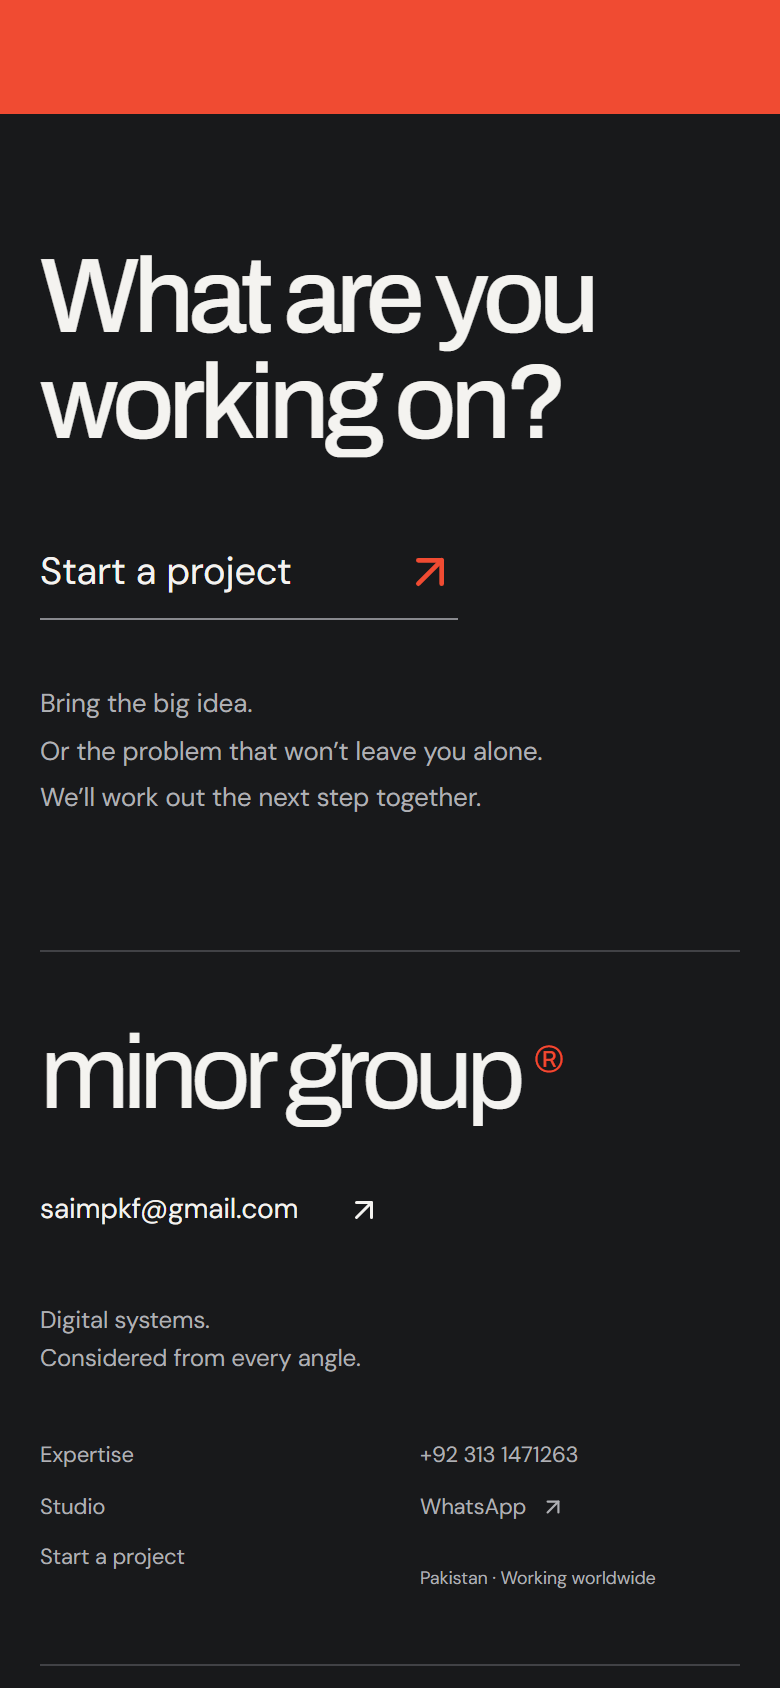 What are you
working on?
Start a project
Bring the big idea.
Or the problem that won’t leave you alone.
We’ll work out the next step together.
minor group ®
saimpkf@gmail.com
Digital systems.
Considered from every angle.
Expertise
Studio
Start a project
+92 313 1471263
WhatsApp
Pakistan · Working worldwide